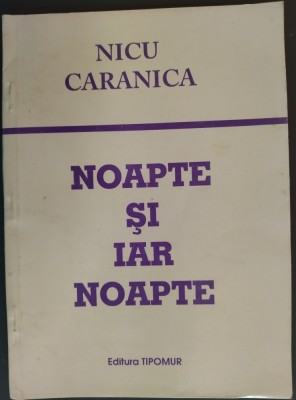 NICU
CARANICA
NOAPTE
ŞI
IAR
NOAPTE
Editura TIPOMUR